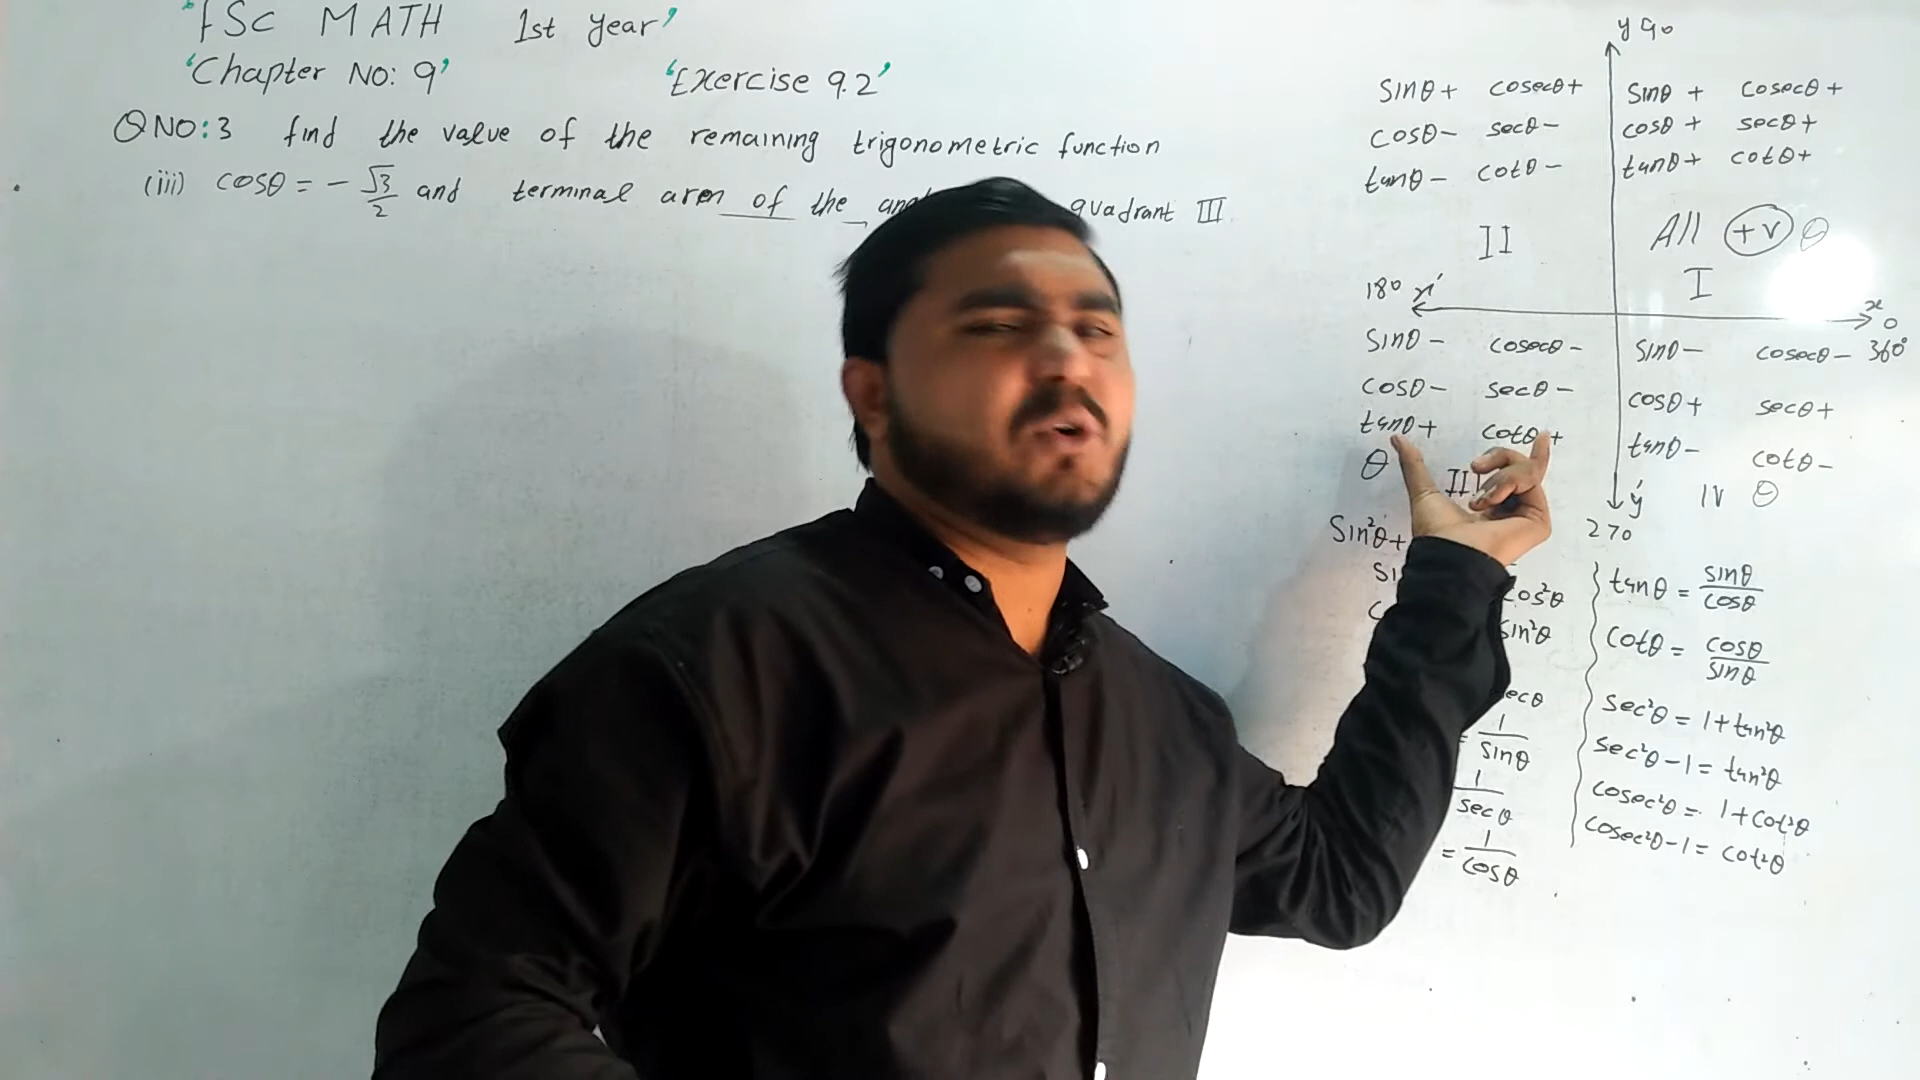 'FSC MATH 1st year'
'Chapter NO: 9' 'Exercise 9.2'
Q NO:3 find the value of the remaining trigonometric function
(iii) cosθ = - √3/2 and terminal arm of the quadrant III
y 90
sinθ + cosecθ +
cosθ - secθ -
tanθ - cotθ -
II
sinθ + cosecθ +
cosθ + secθ +
tanθ + cotθ +
All +v θ
I
180 x'
x 0
360°
sinθ - cosecθ -
cosθ - secθ -
tanθ + cotθ +
θ III
sinθ - cosecθ -
cosθ + secθ +
tanθ - cotθ -
y' IV θ
270
sin²θ +
cos²θ
sin²θ
= 1/sinθ
1/secθ
= 1/cosθ
tanθ = sinθ/cosθ
cotθ = cosθ/sinθ
sec²θ = 1 + tan²θ
sec²θ - 1 = tan²θ
cosec²θ = 1 + cot²θ
cosec²θ - 1 = cot²θ